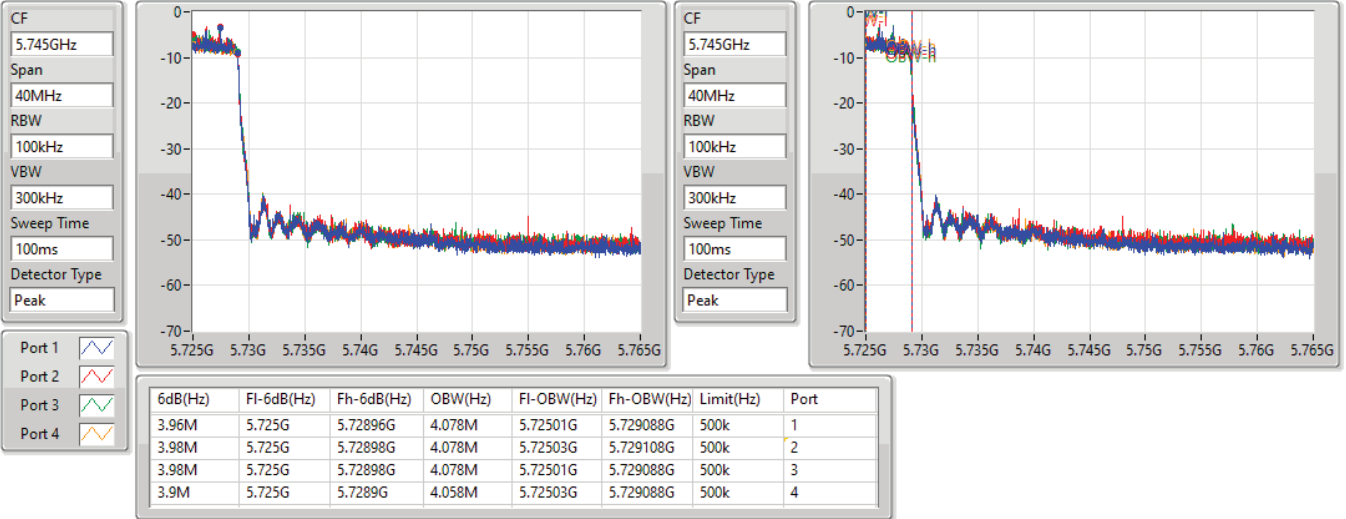 CF
5.745GHz
Span
40MHz
RBW
100kHz
VBW
300kHz
Sweep Time
100ms
Detector Type
Peak
Port 1
Port 2
Port 3
Port 4
0
-10
-20
-30
-40
-50
-60
-70
5.725G 5.73G 5.735G 5.74G 5.745G 5.75G 5.755G 5.76G 5.765G
CF
5.745GHz
Span
40MHz
RBW
100kHz
VBW
300kHz
Sweep Time
100ms
Detector Type
Peak
0
-10
-20
-30
-40
-50
-60
-70
OBW-h
5.725G 5.73G 5.735G 5.74G 5.745G 5.75G 5.755G 5.76G 5.765G
6dB(Hz) Fl-6dB(Hz) Fh-6dB(Hz) OBW(Hz) Fl-OBW(Hz) Fh-OBW(Hz) Limit(Hz) Port
3.96M 5.725G 5.72896G 4.078M 5.72501G 5.729088G 500k 1
3.98M 5.725G 5.72898G 4.078M 5.72503G 5.729108G 500k 2
3.98M 5.725G 5.72898G 4.078M 5.72501G 5.729088G 500k 3
3.9M 5.725G 5.7289G 4.058M 5.72503G 5.729088G 500k 4